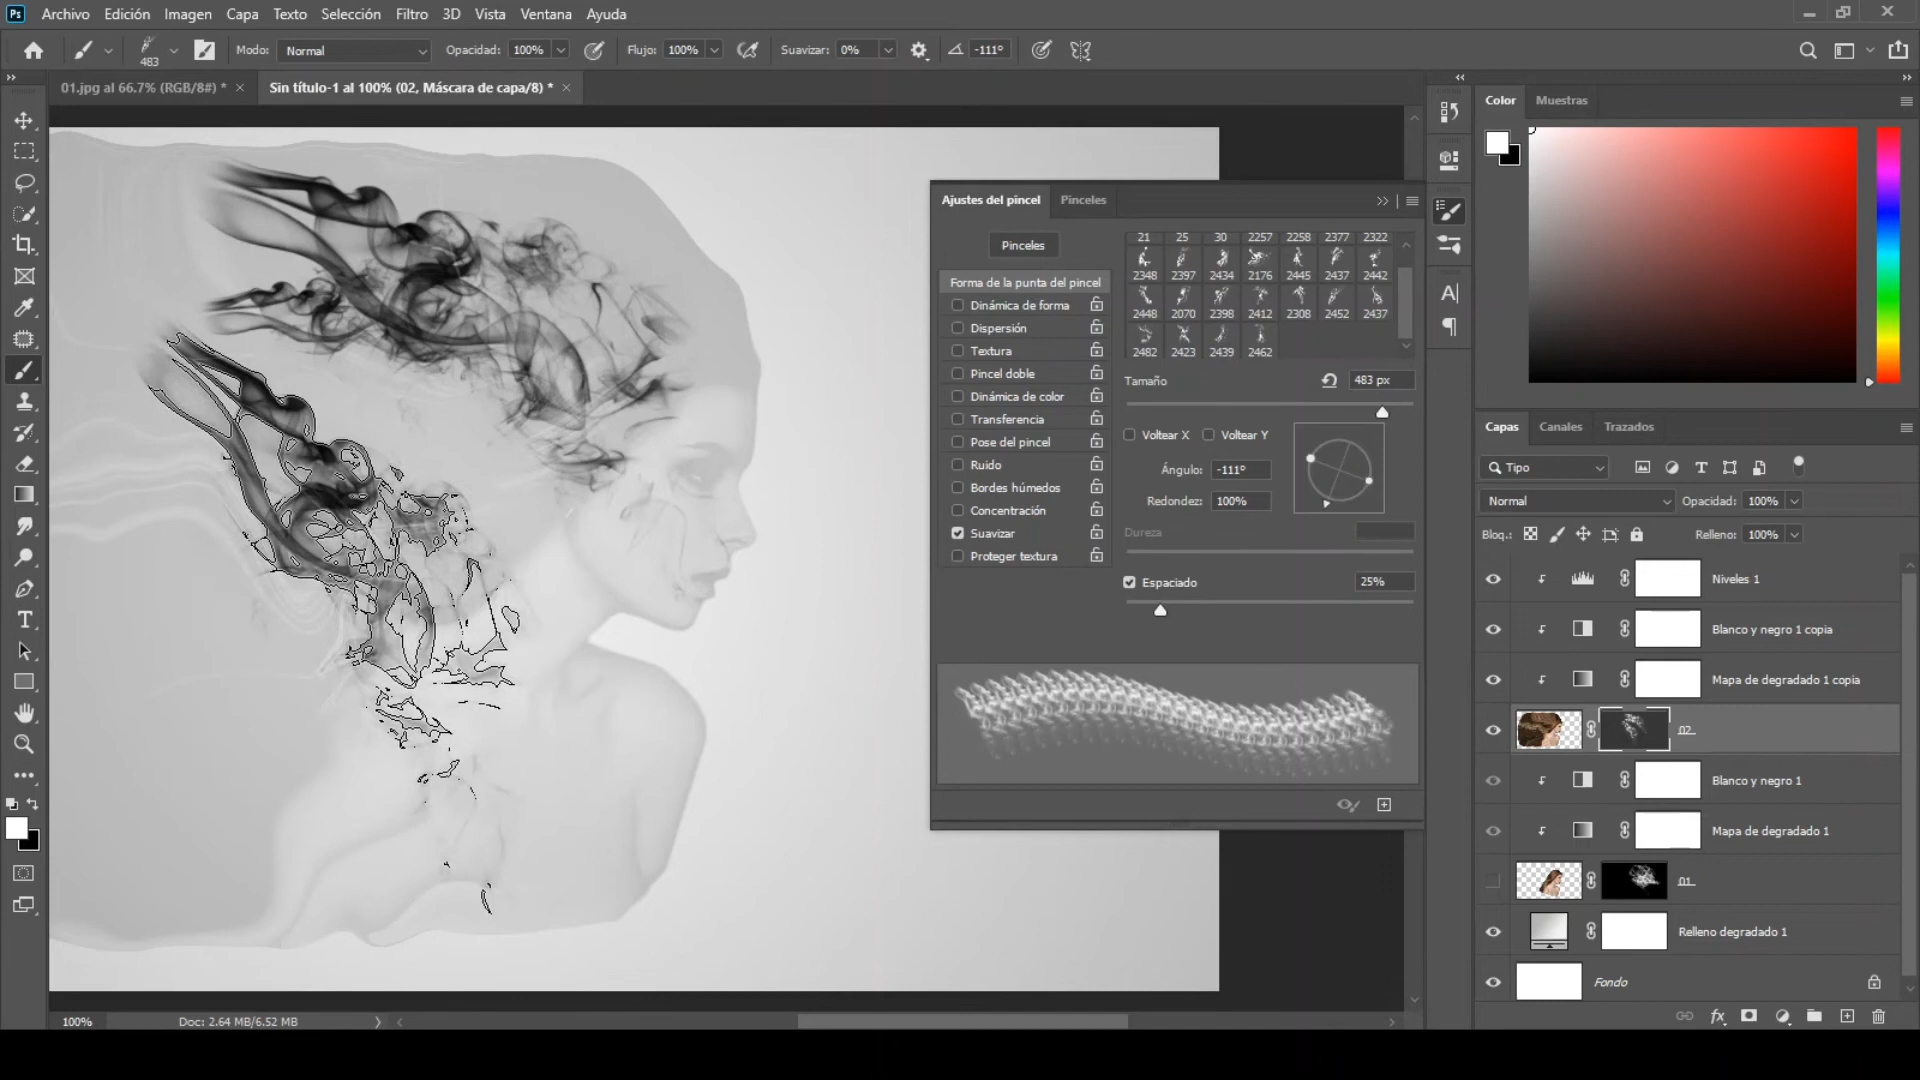 Ps Archivo Edición Imagen Capa Texto Selección Filtro 3D Vista Ventana Ayuda
483 Modo: Normal Opacidad: 100% Flujo: 100% Suavizar: 0% -111°
01.jpg al 66.7% (RGB/8#) * Sin título-1 al 100% (02, Máscara de capa/8) *
Color Muestras
Ajustes del pincel Pinceles
Pinceles
21 25 30 2257 2258 2377 2322
2348 2397 2434 2176 2445 2437 2442
2448 2070 2398 2412 2308 2452 2437
2482 2423 2439 2462
Forma de la punta del pincel
Dinámica de forma
Dispersión
Textura
Pincel doble
Dinámica de color
Transferencia
Pose del pincel
Ruido
Bordes húmedos
Concentración
Suavizar
Proteger textura
Tamaño 483 px
Voltear X Voltear Y
Ángulo: -111°
Redondez: 100%
Dureza
Espaciado 25%
Capas Canales Trazados
Tipo
Normal Opacidad: 100%
Bloq.: Relleno: 100%
Niveles 1
Blanco y negro 1 copia
Mapa de degradado 1 copia
02
Blanco y negro 1
Mapa de degradado 1
01
Relleno degradado 1
Fondo
100% Doc: 2.64 MB/6.52 MB